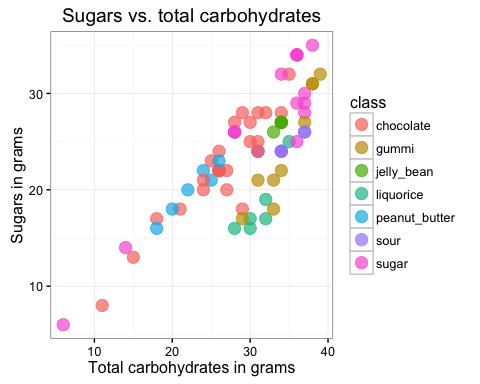 Sugars vs. total carbohydrates
Sugars in grams
30
20
10
10 20 30 40
Total carbohydrates in grams
class
chocolate
gummi
jelly_bean
liquorice
peanut_butter
sour
sugar